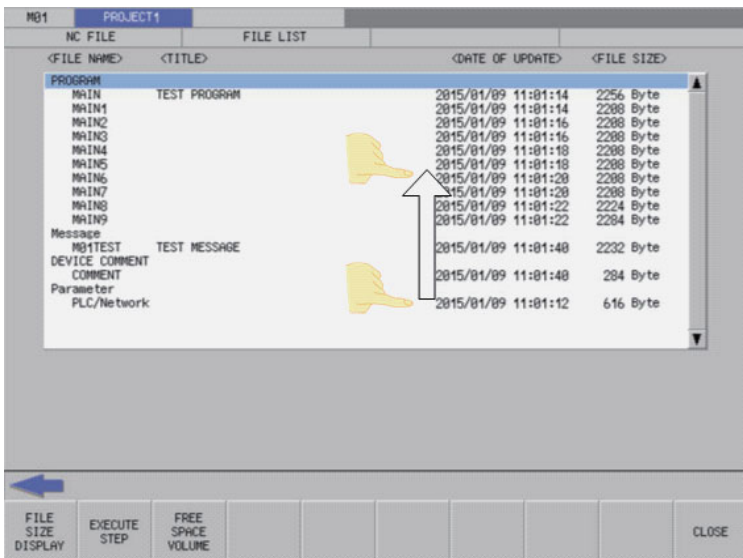 M01 PROJECT1
NC FILE FILE LIST
<FILE NAME> <TITLE> <DATE OF UPDATE> <FILE SIZE>
PROGRAM
MAIN TEST PROGRAM 2015/01/09 11:01:14 2256 Byte
MAIN1 2015/01/09 11:01:14 2208 Byte
MAIN2 2015/01/09 11:01:16 2208 Byte
MAIN3 2015/01/09 11:01:16 2208 Byte
MAIN4 2015/01/09 11:01:18 2208 Byte
MAIN5 2015/01/09 11:01:18 2208 Byte
MAIN6 2015/01/09 11:01:20 2208 Byte
MAIN7 2015/01/09 11:01:20 2208 Byte
MAIN8 2015/01/09 11:01:22 2224 Byte
MAIN9 2015/01/09 11:01:22 2284 Byte
Message
M01TEST TEST MESSAGE 2015/01/09 11:01:40 2232 Byte
DEVICE COMMENT
COMMENT 2015/01/09 11:01:40 284 Byte
Parameter
PLC/Network 2015/01/09 11:01:12 616 Byte
FILE
SIZE
DISPLAY
EXECUTE
STEP
FREE
SPACE
VOLUME
CLOSE